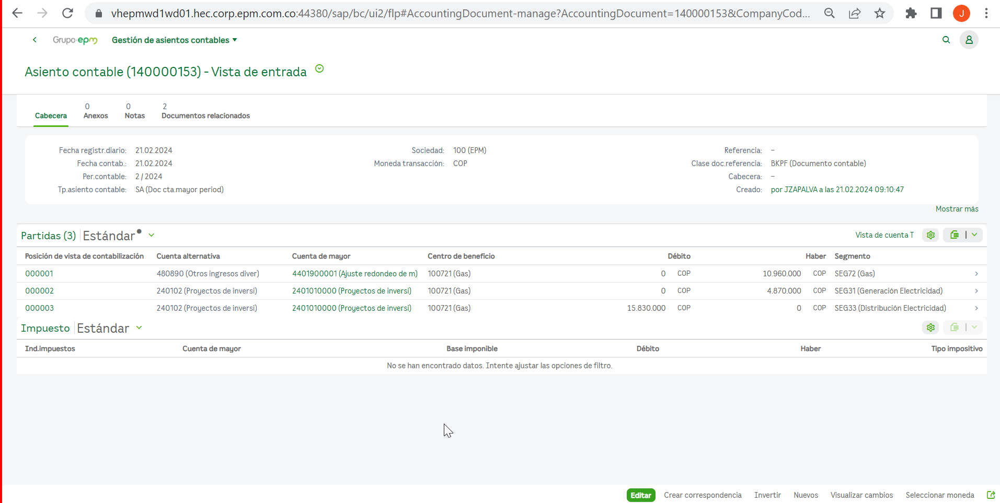 vhepmwd1wd01.hec.corp.epm.com.co:44380/sap/bc/ui2/flp#AccountingDocument-manage?AccountingDocument=140000153&CompanyCod...
J
Grupo·epm Gestión de asientos contables
Asiento contable (140000153) - Vista de entrada
0 0 2
Cabecera Anexos Notas Documentos relacionados
Fecha registr.diario: 21.02.2024 Sociedad: 100 (EPM) Referencia: –
Fecha contab.: 21.02.2024 Moneda transacción: COP Clase doc.referencia: BKPF (Documento contable)
Per.contable: 2 / 2024 Cabecera: –
Tp.asiento contable: SA (Doc cta.mayor period) Creado: por JZAPALVA a las 21.02.2024 09:10:47
Mostrar más
Partidas (3) Estándar Vista de cuenta T
Posición de vista de contabilización Cuenta alternativa Cuenta de mayor Centro de beneficio Débito Haber Segmento
000001 480890 (Otros ingresos diver) 4401900001 (Ajuste redondeo de m) 100721 (Gas) 0 COP 10.960.000 COP SEG72 (Gas)
000002 240102 (Proyectos de inversi) 2401010000 (Proyectos de inversi) 100721 (Gas) 0 COP 4.870.000 COP SEG31 (Generación Electricidad)
000003 240102 (Proyectos de inversi) 2401010000 (Proyectos de inversi) 100721 (Gas) 15.830.000 COP 0 COP SEG33 (Distribución Electricidad)
Impuesto Estándar
Ind.impuestos Cuenta de mayor Base imponible Débito Haber Tipo impositivo
No se han encontrado datos. Intente ajustar las opciones de filtro.
Editar Crear correspondencia Invertir Nuevos Visualizar cambios Seleccionar moneda